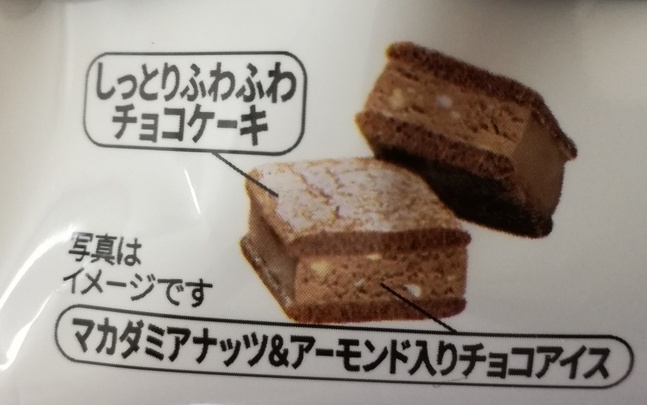 しっとりふわふわ
チョコケーキ
写真は
イメージです
マカダミアナッツ&アーモンド入りチョコアイス